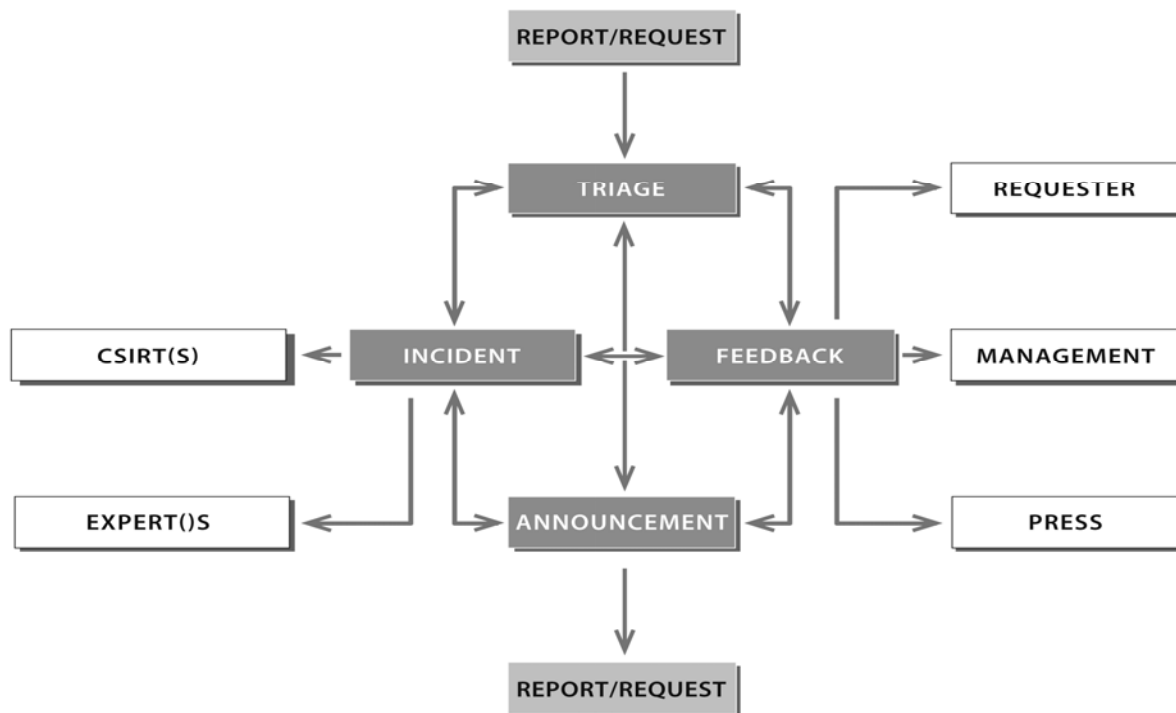 REPORT/REQUEST
TRIAGE
REQUESTER
CSIRT(S)
INCIDENT
FEEDBACK
MANAGEMENT
EXPERT()S
ANNOUNCEMENT
PRESS
REPORT/REQUEST